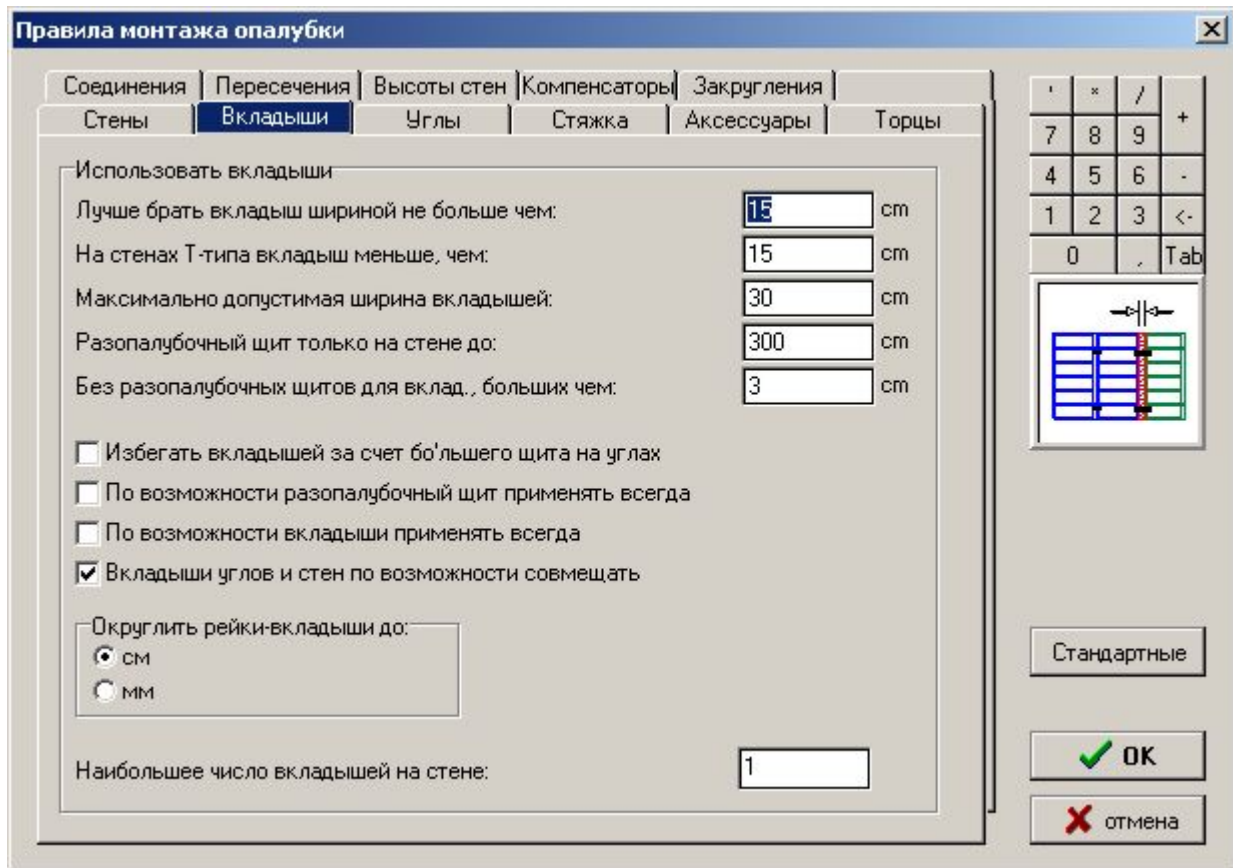 Правила монтажа опалубки
Соединения Пересечения Высоты стен Компенсаторы Закругления
Стены Вкладыши Углы Стяжка Аксессуары Торцы
Использовать вкладыши
Лучше брать вкладыш шириной не больше чем: 15 cm
На стенах Т-типа вкладыш меньше, чем: 15 cm
Максимально допустимая ширина вкладышей: 30 cm
Разопалубочный щит только на стене до: 300 cm
Без разопалубочных щитов для вклад., больших чем: 3 cm
Избегать вкладышей за счет бо'льшего щита на углах
По возможности разопалубочный щит применять всегда
По возможности вкладыши применять всегда
Вкладыши углов и стен по возможности совмещать
Округлить рейки-вкладыши до:
см
мм
Наибольшее число вкладышей на стене: 1
' * / +
7 8 9
4 5 6 -
1 2 3 <-
0 , Tab
Стандартные
OK
отмена